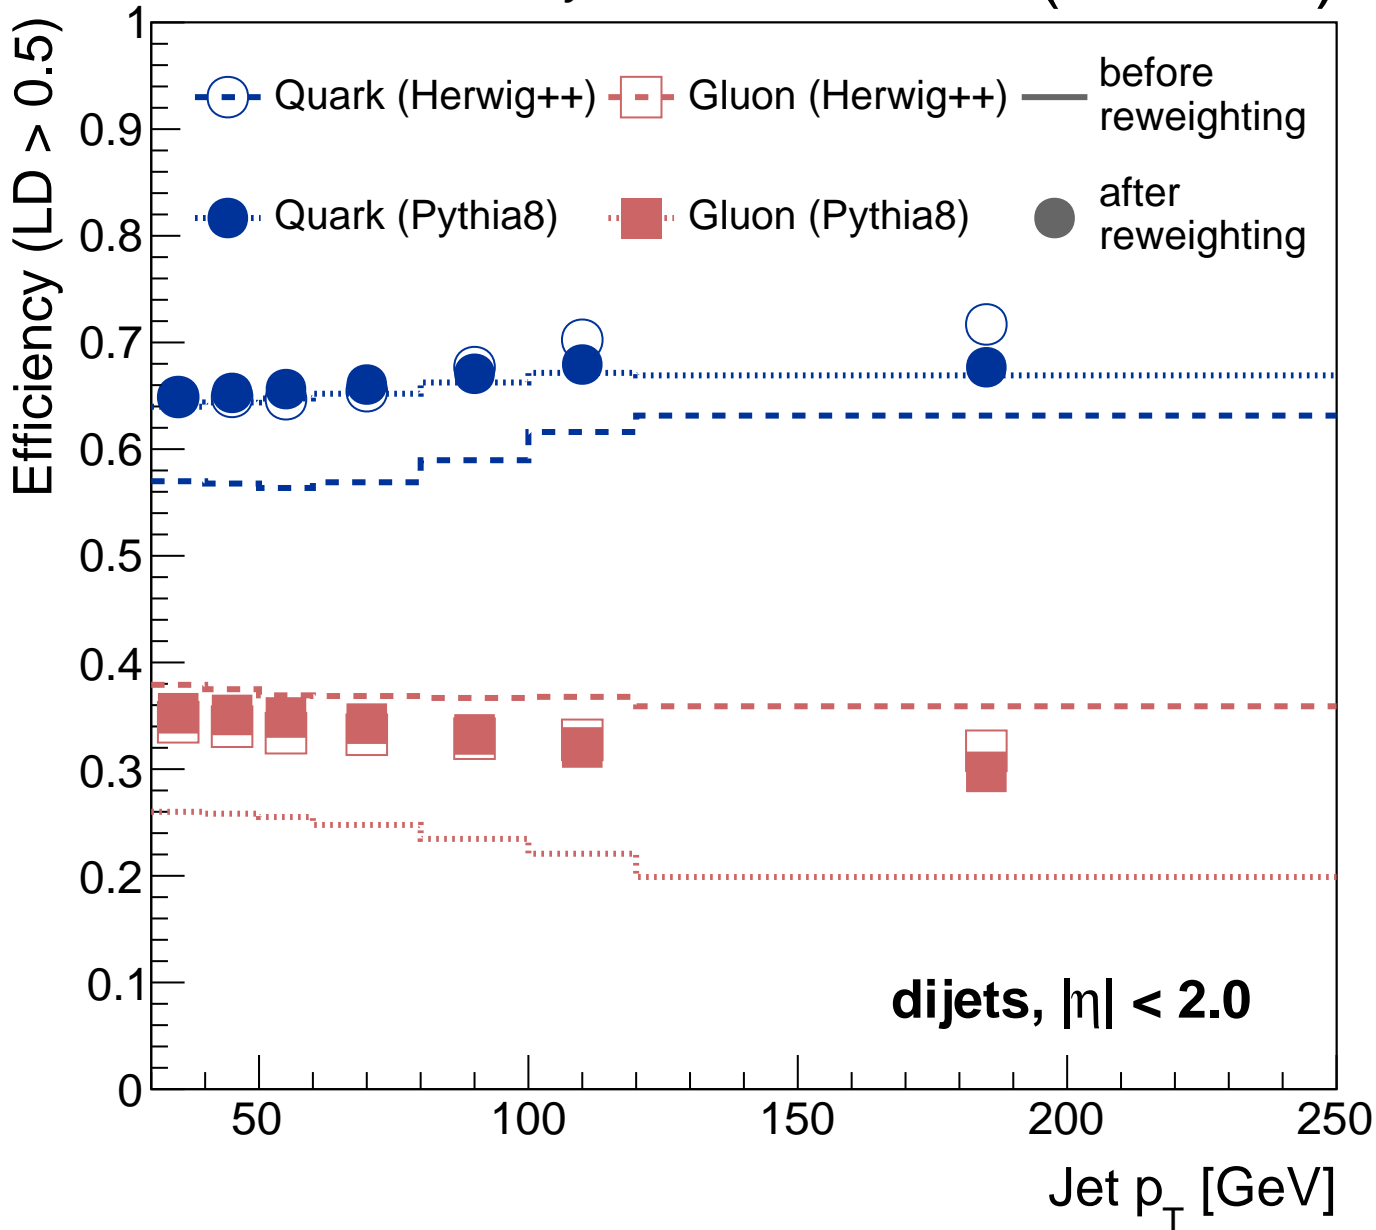 Efficiency (LD > 0.5)
1
0.9
0.8
0.7
0.6
0.5
0.4
0.3
0.2
0.1
0
Quark (Herwig++)
Gluon (Herwig++)
before
reweighting
Quark (Pythia8)
Gluon (Pythia8)
after
reweighting
dijets, |η| < 2.0
50
100
150
200
250
Jet p_T [GeV]